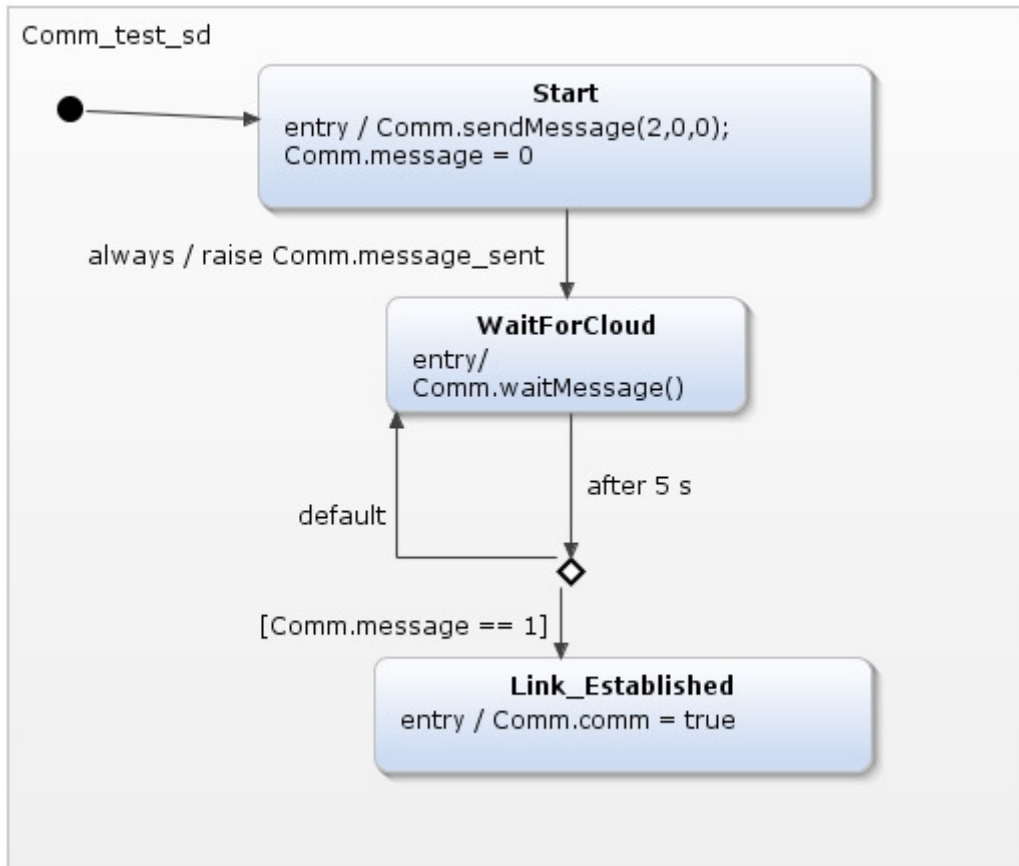 Comm_test_sd
Start
entry / Comm.sendMessage(2,0,0);
Comm.message = 0
always / raise Comm.message_sent
WaitForCloud
entry/
Comm.waitMessage()
after 5 s
default
[Comm.message == 1]
Link_Established
entry / Comm.comm = true